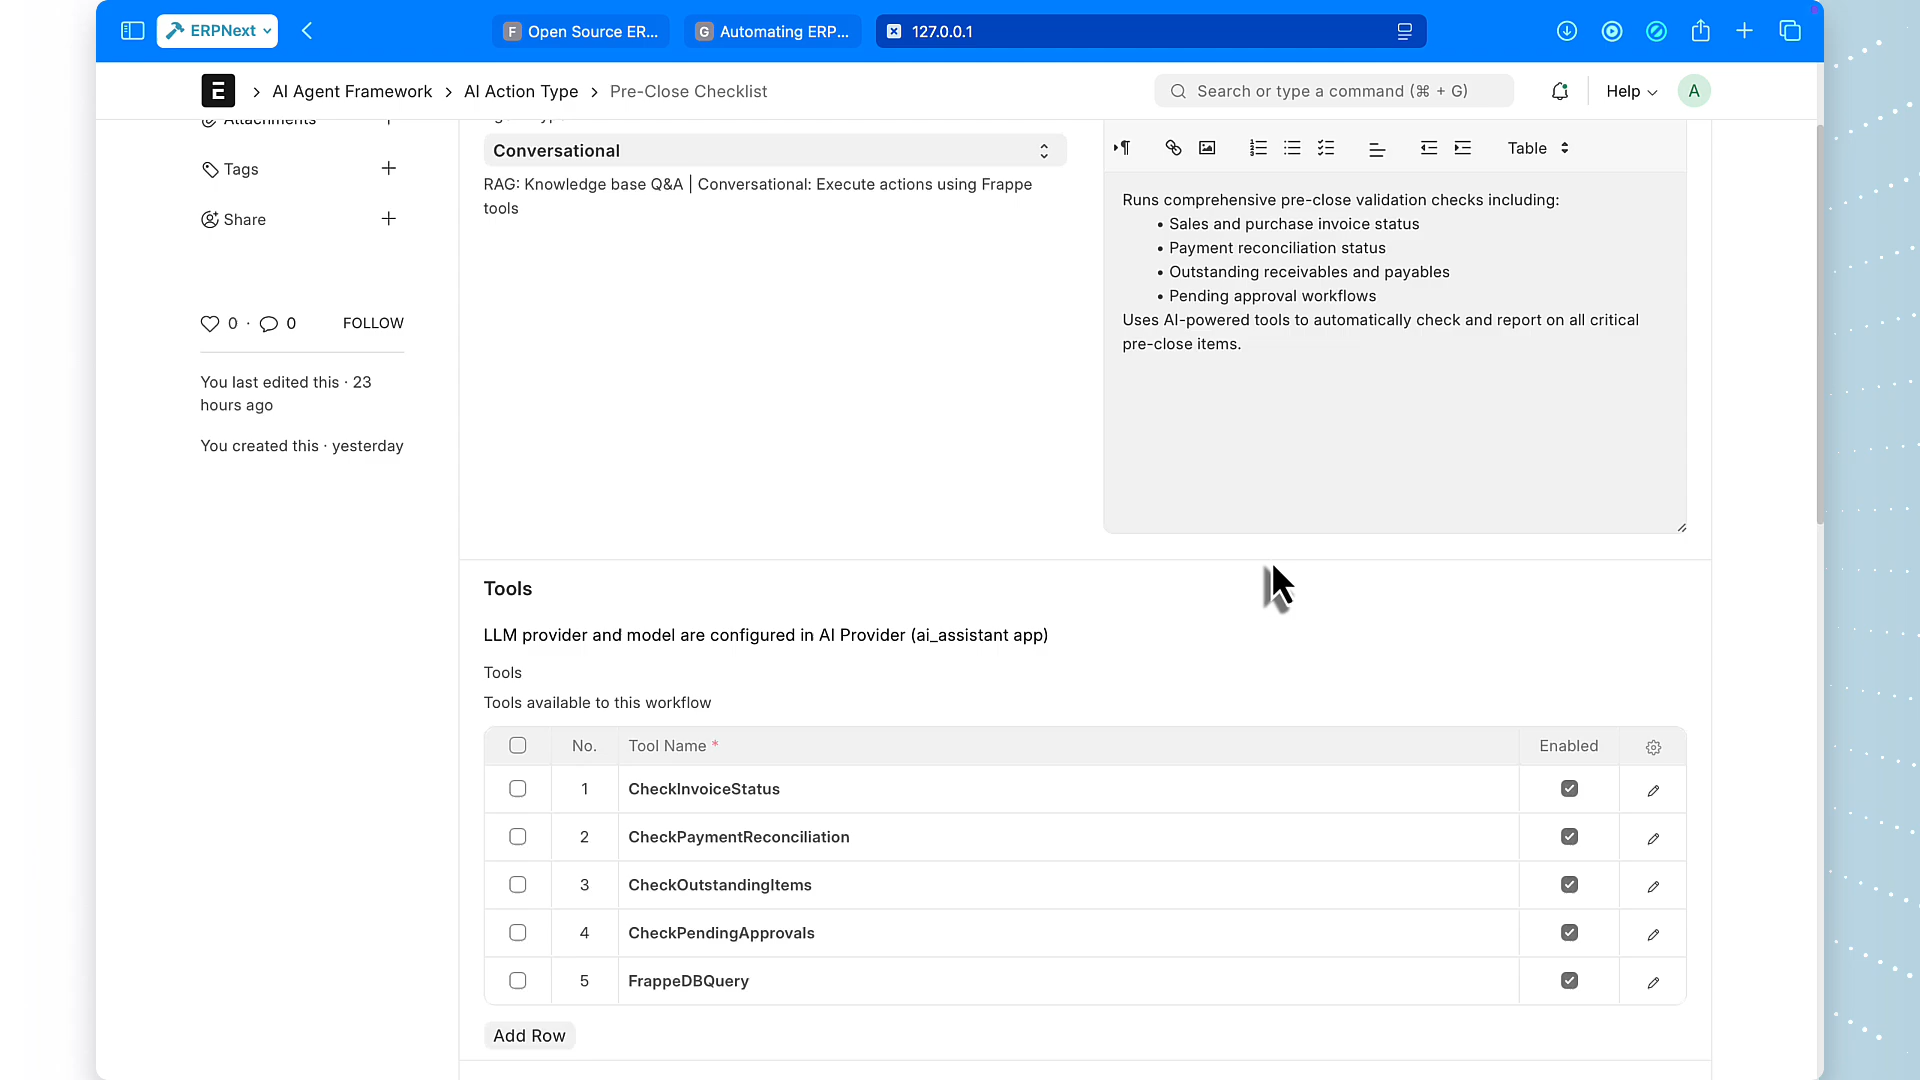 ERPNext
F Open Source ER...
G Automating ERP...
127.0.0.1
E
AI Agent Framework
AI Action Type
Pre-Close Checklist
Search or type a command (⌘ + G)
Help
A
Attachments
Tags
Share
0 · 0
FOLLOW
You last edited this · 23
hours ago
You created this · yesterday
Conversational
RAG: Knowledge base Q&A | Conversational: Execute actions using Frappe
tools
Table
Runs comprehensive pre-close validation checks including:
• Sales and purchase invoice status
• Payment reconciliation status
• Outstanding receivables and payables
• Pending approval workflows
Uses AI-powered tools to automatically check and report on all critical
pre-close items.
Tools
LLM provider and model are configured in AI Provider (ai_assistant app)
Tools
Tools available to this workflow
No. Tool Name * Enabled
1 CheckInvoiceStatus
2 CheckPaymentReconciliation
3 CheckOutstandingItems
4 CheckPendingApprovals
5 FrappeDBQuery
Add Row